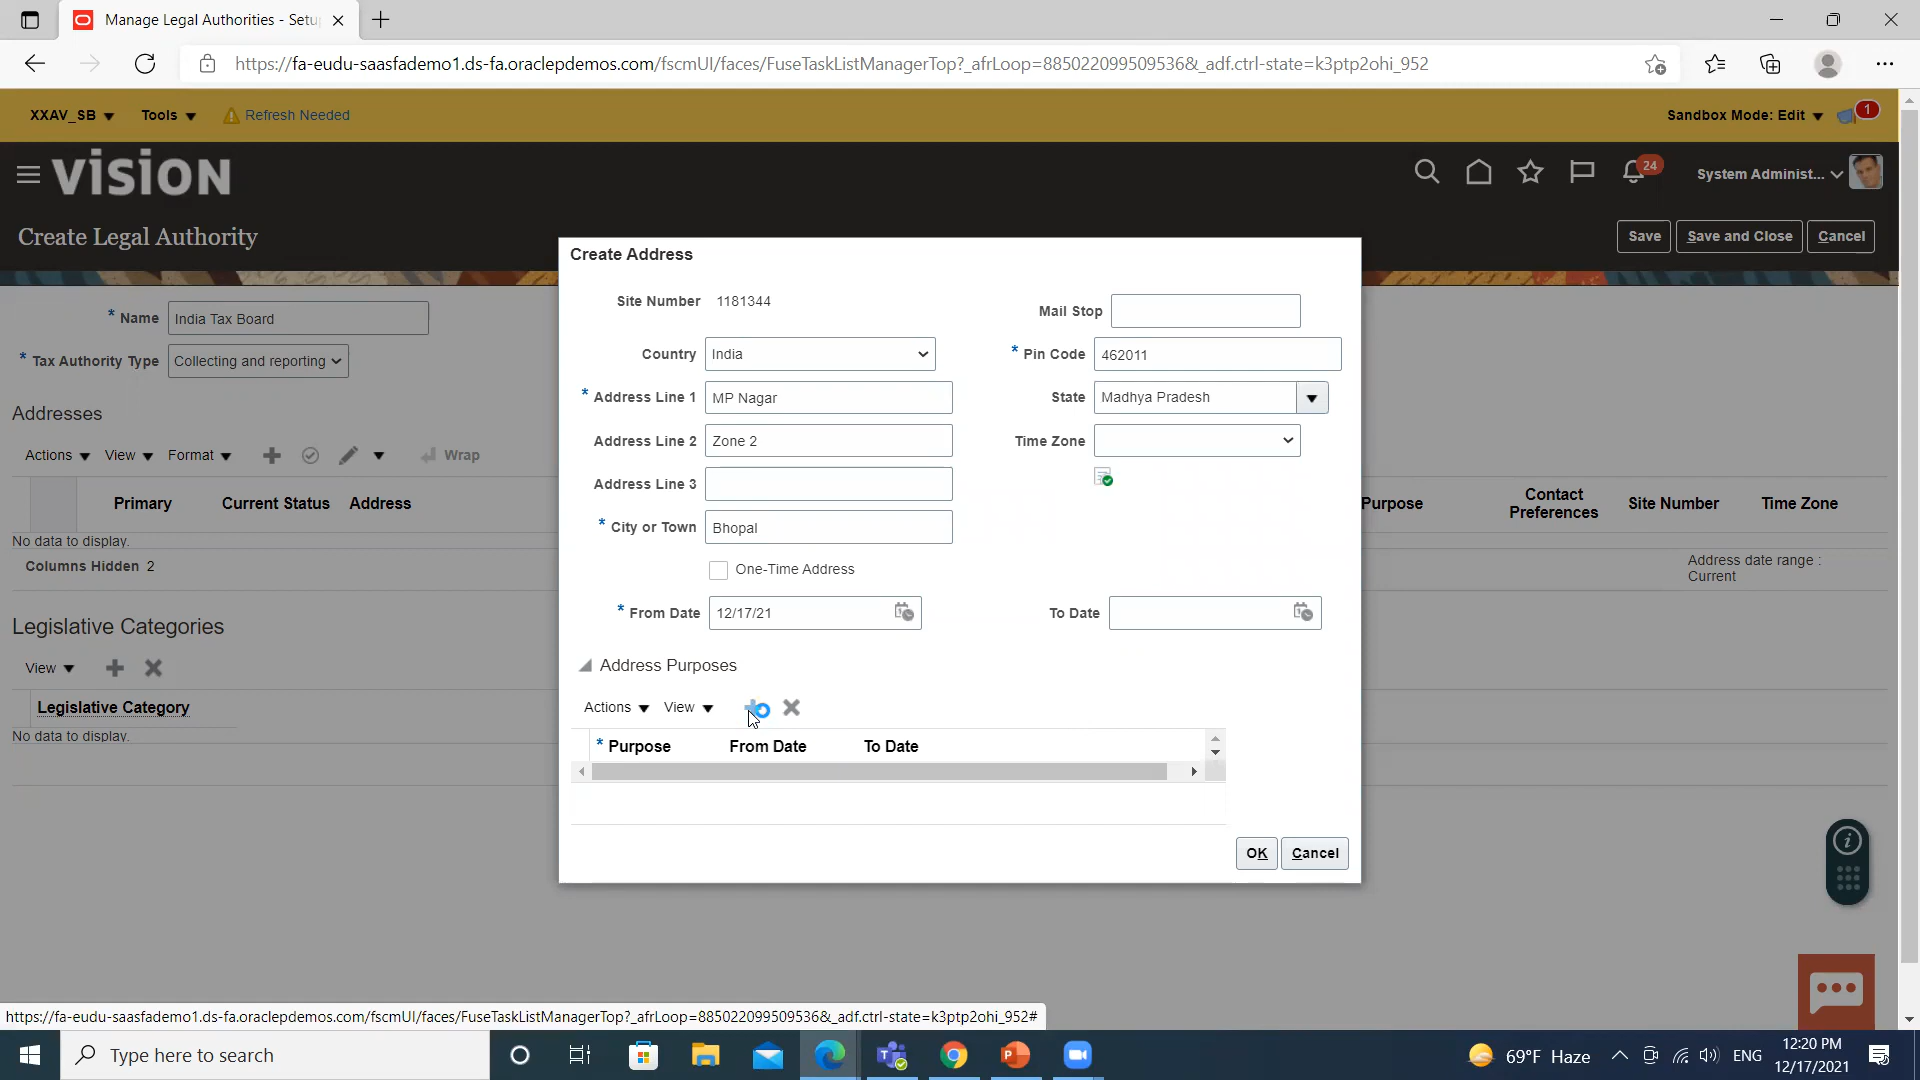 Manage Legal Authorities - Setu
https://fa-eudu-saasfademo1.ds-fa.oraclepdemos.com/fscmUI/faces/FuseTaskListManagerTop?_afrLoop=88502209950953​6&_adf.ctrl-state=k3ptp2ohi_952
XXAV_SB Tools Refresh Needed Sandbox Mode: Edit 1
VISION 24 System Administ...
Create Legal Authority Save Save and Close Cancel
Create Address
Site Number 1181344 Mail Stop
* Name India Tax Board
Country India * Pin Code 462011
* Tax Authority Type Collecting and reporting
* Address Line 1 MP Nagar State Madhya Pradesh
Addresses
Address Line 2 Zone 2 Time Zone
Actions View Format Wrap
Address Line 3
Primary Current Status Address Purpose Contact Preferences Site Number Time Zone
* City or Town Bhopal
No data to display.
Columns Hidden 2 Address date range :
Current
One-Time Address
* From Date 12/17/21 To Date
Legislative Categories
Address Purposes
View
Actions View
Legislative Category
No data to display.
* Purpose From Date To Date
OK Cancel
https://fa-eudu-saasfademo1.ds-fa.oraclepdemos.com/fscmUI/faces/FuseTaskListManagerTop?_afrLoop=885022099509536&_adf.ctrl-state=k3ptp2ohi_952#
Type here to search 69°F Haze ENG 12:20 PM
12/17/2021